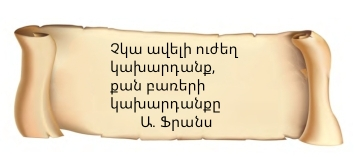 Չկա ավելի ուժեղ
կախարդանք,
քան բառերի
կախարդանքը
Ա. Ֆրանս